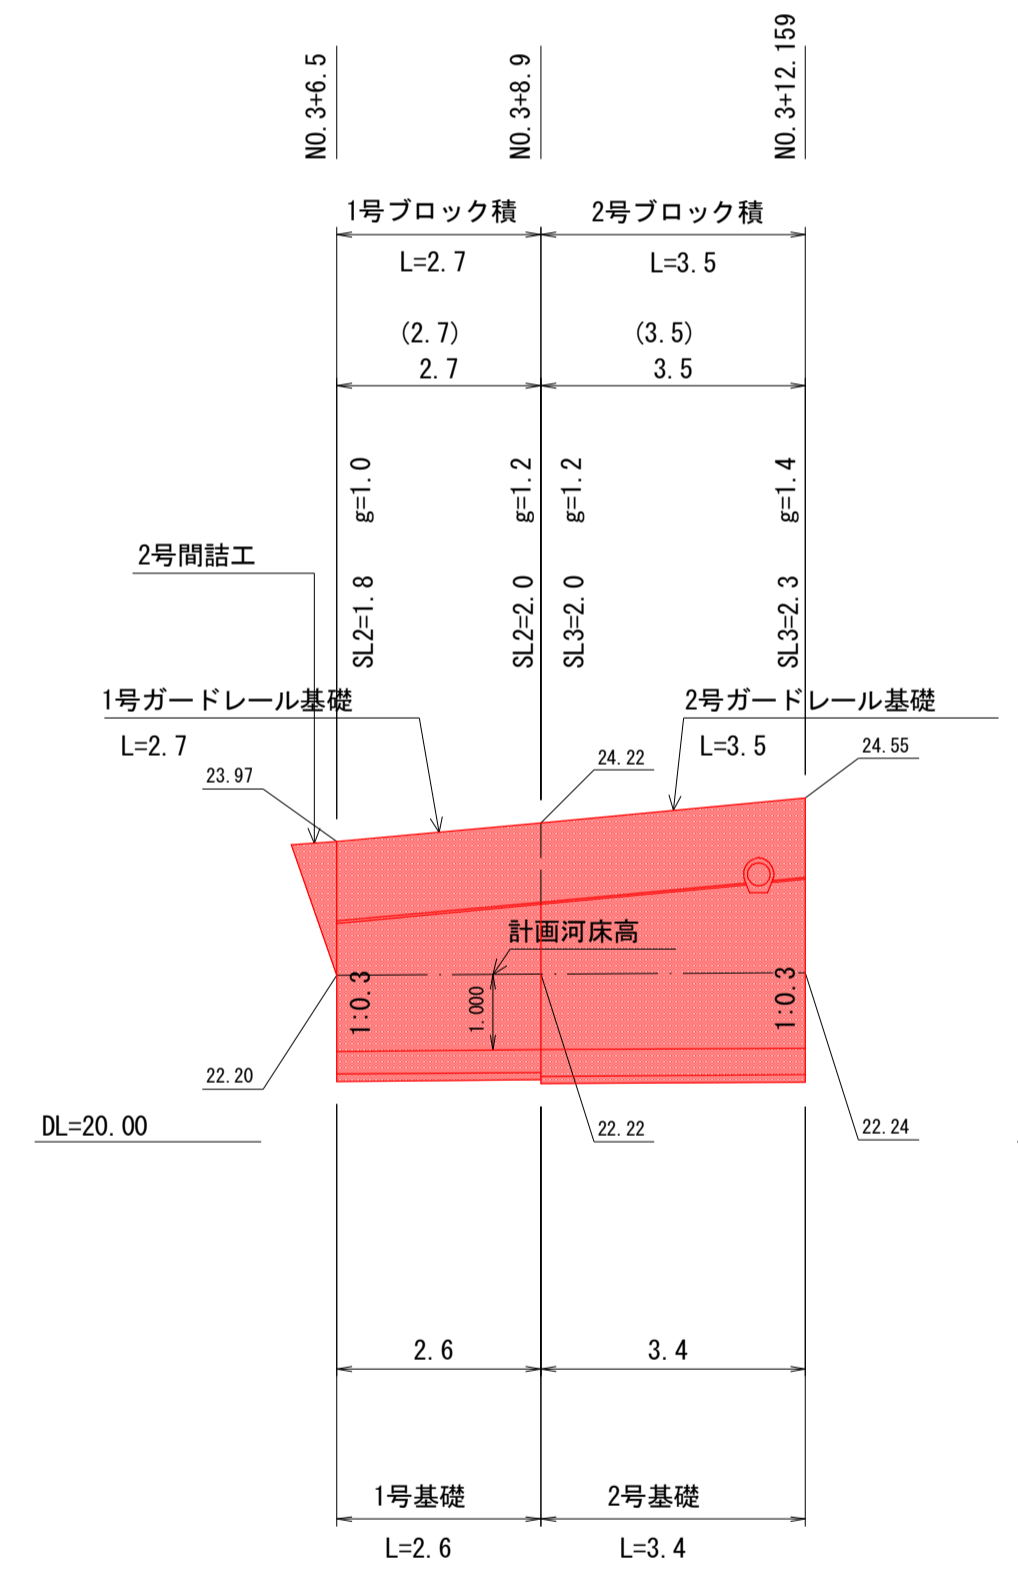 NO.3+6.5
NO.3+8.9
NO.3+12.159
1号ブロック積
2号ブロック積
L=2.7
L=3.5
(2.7)
(3.5)
2.7
3.5
g=1.0
g=1.2
g=1.2
g=1.4
2号間詰工
SL2=1.8
SL2=2.0
SL3=2.0
SL3=2.3
1号ガードレール基礎
2号ガードレール基礎
L=2.7
L=3.5
23.97
24.22
24.55
計画河床高
1:0.3
1.000
1:0.3
22.20
22.22
22.24
DL=20.00
2.6
3.4
1号基礎
2号基礎
L=2.6
L=3.4